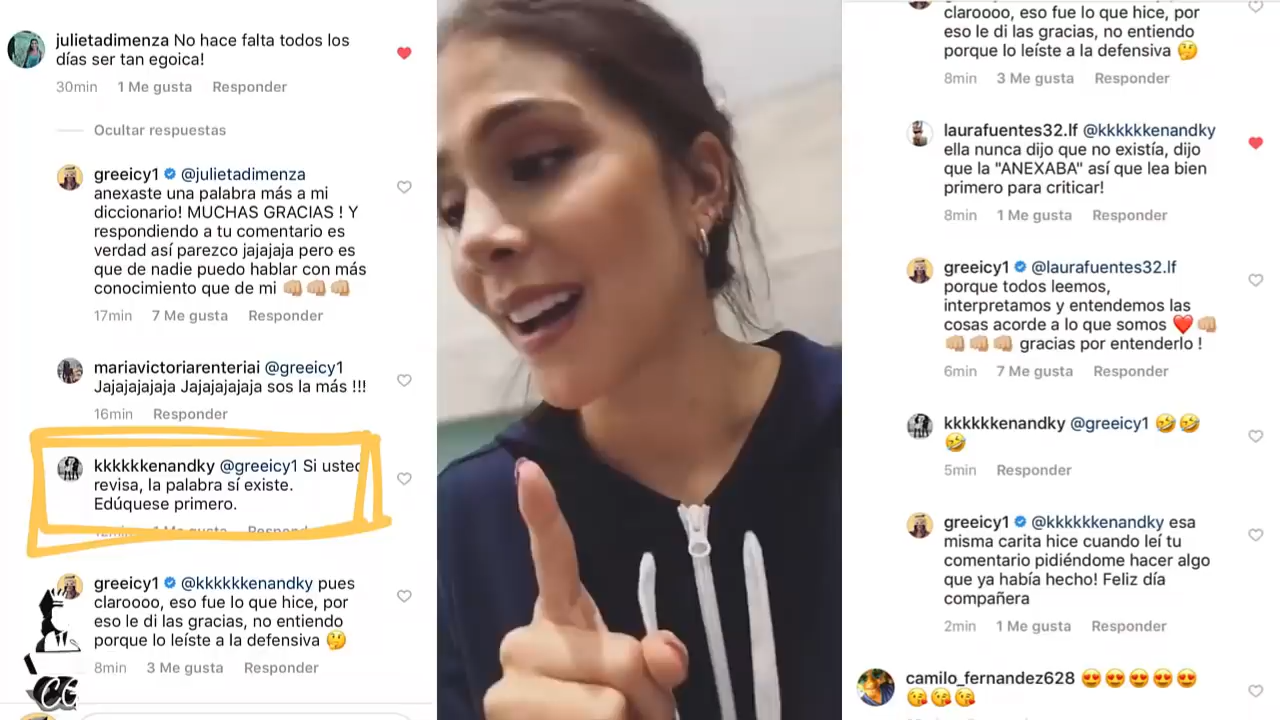 julietadimenza No hace falta todos los
días ser tan egoica!
30min 1 Me gusta Responder
Ocultar respuestas
greeicy1 @julietadimenza
anexaste una palabra más a mi
diccionario! MUCHAS GRACIAS ! Y
respondiendo a tu comentario es
verdad así parezco jajajaja pero es
que de nadie puedo hablar con más
conocimiento que de mi 👊🏼👊🏼👊🏼
17min 7 Me gusta Responder
mariavictoriarenteriai @greeicy1
Jajajajajaja Jajajajajaja sos la más !!!
16min Responder
kkkkkkenandky @greeicy1 Si usted
revisa, la palabra sí existe.
Edúquese primero.
12min 1 Me gusta Responder
greeicy1 @kkkkkkenandky pues
claroooo, eso fue lo que hice, por
eso le di las gracias, no entiendo
porque lo leíste a la defensiva 🤔
8min 3 Me gusta Responder
CG
claroooo, eso fue lo que hice, por
eso le di las gracias, no entiendo
porque lo leíste a la defensiva 🤔
8min 3 Me gusta Responder
laurafuentes32.lf @kkkkkkenandky
ella nunca dijo que no existía, dijo
que la "ANEXABA" así que lea bien
primero para criticar!
8min 1 Me gusta Responder
greeicy1 @laurafuentes32.lf
porque todos leemos,
interpretamos y entendemos las
cosas acorde a lo que somos ❤️👊🏼
👊🏼👊🏼👊🏼 gracias por entenderlo !
6min 7 Me gusta Responder
kkkkkkenandky @greeicy1 🤣🤣
🤣
5min Responder
greeicy1 @kkkkkkenandky esa
misma carita hice cuando leí tu
comentario pidiéndome hacer algo
que ya había hecho! Feliz día
compañera
2min 1 Me gusta Responder
camilo_fernandez628 😍😍😍😍😍
😘😘😘